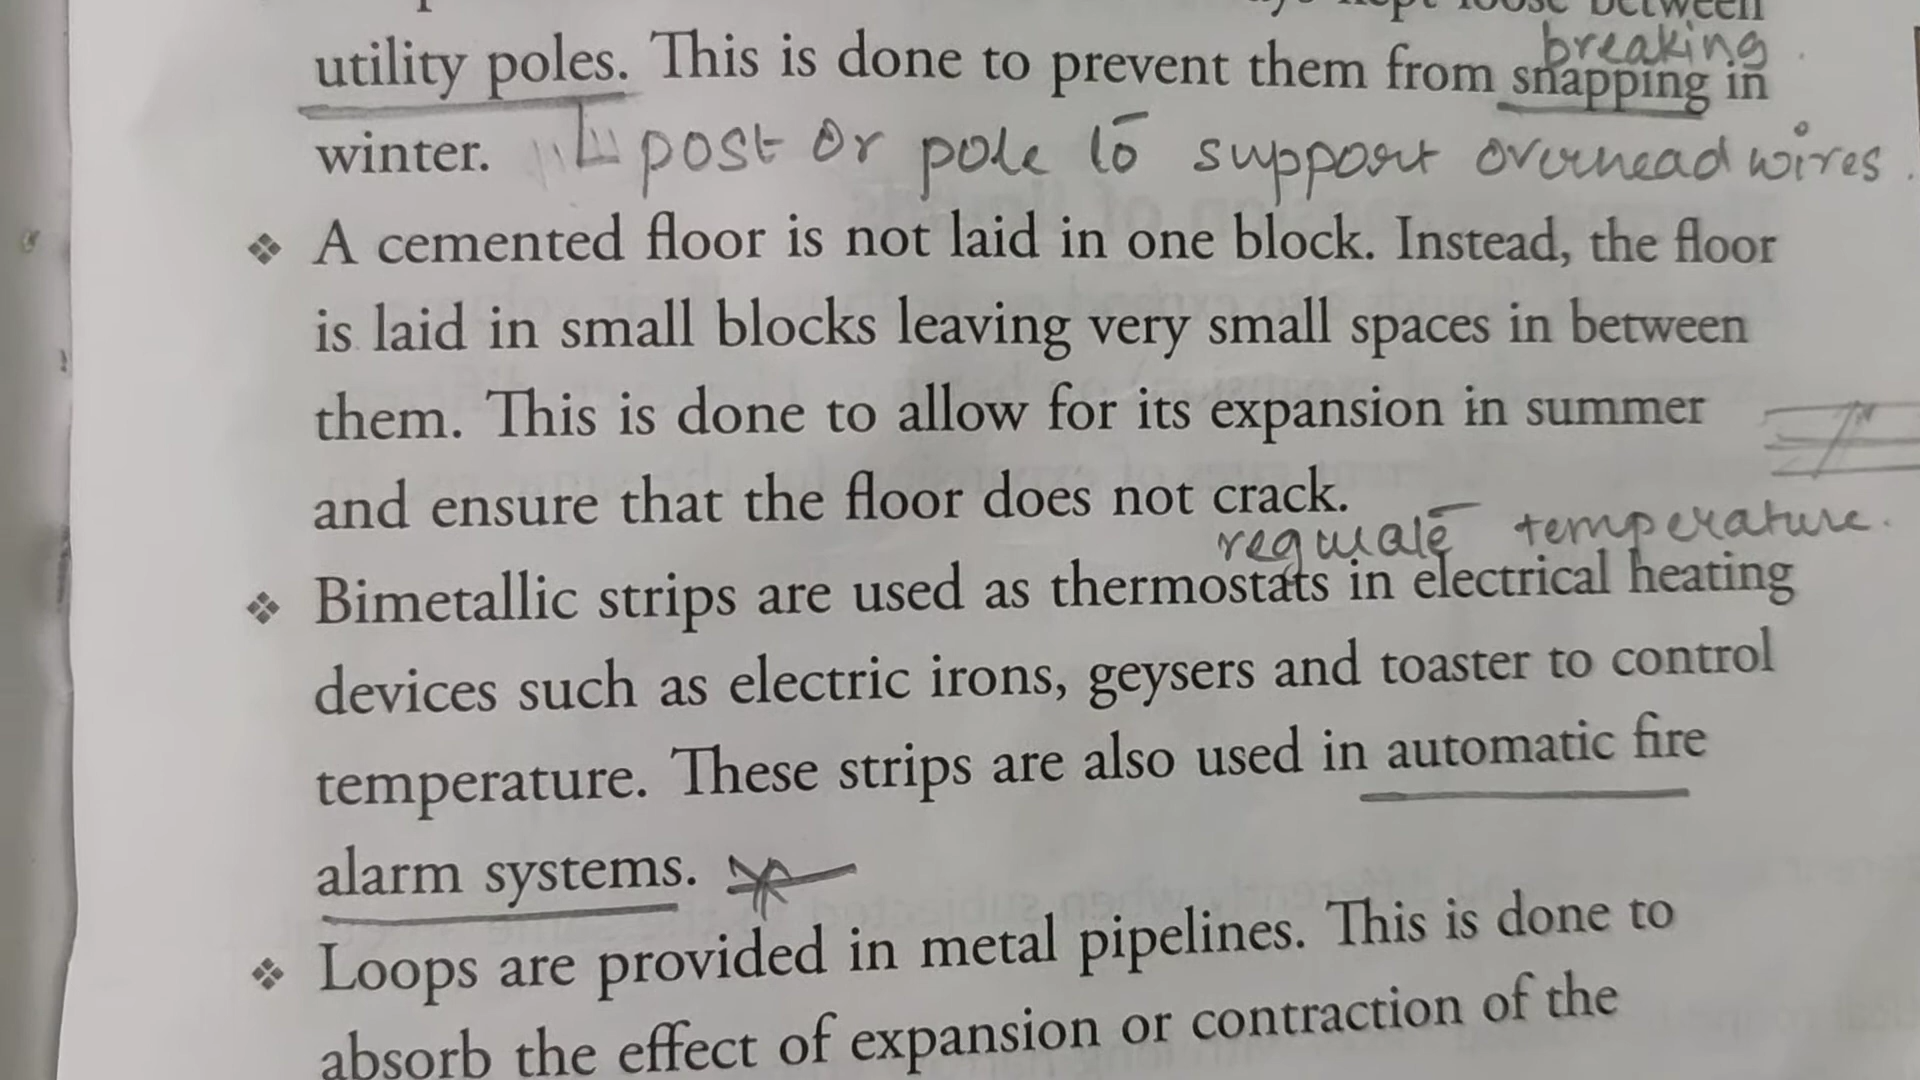 kept loose between
breaking
utility poles. This is done to prevent them from snapping in
winter. post or pole to support overhead wires.
❖ A cemented floor is not laid in one block. Instead, the floor
is laid in small blocks leaving very small spaces in between
them. This is done to allow for its expansion in summer
and ensure that the floor does not crack.
regulate temperature.
❖ Bimetallic strips are used as thermostats in electrical heating
devices such as electric irons, geysers and toaster to control
temperature. These strips are also used in automatic fire
alarm systems.
❖ Loops are provided in metal pipelines. This is done to
absorb the effect of expansion or contraction of the